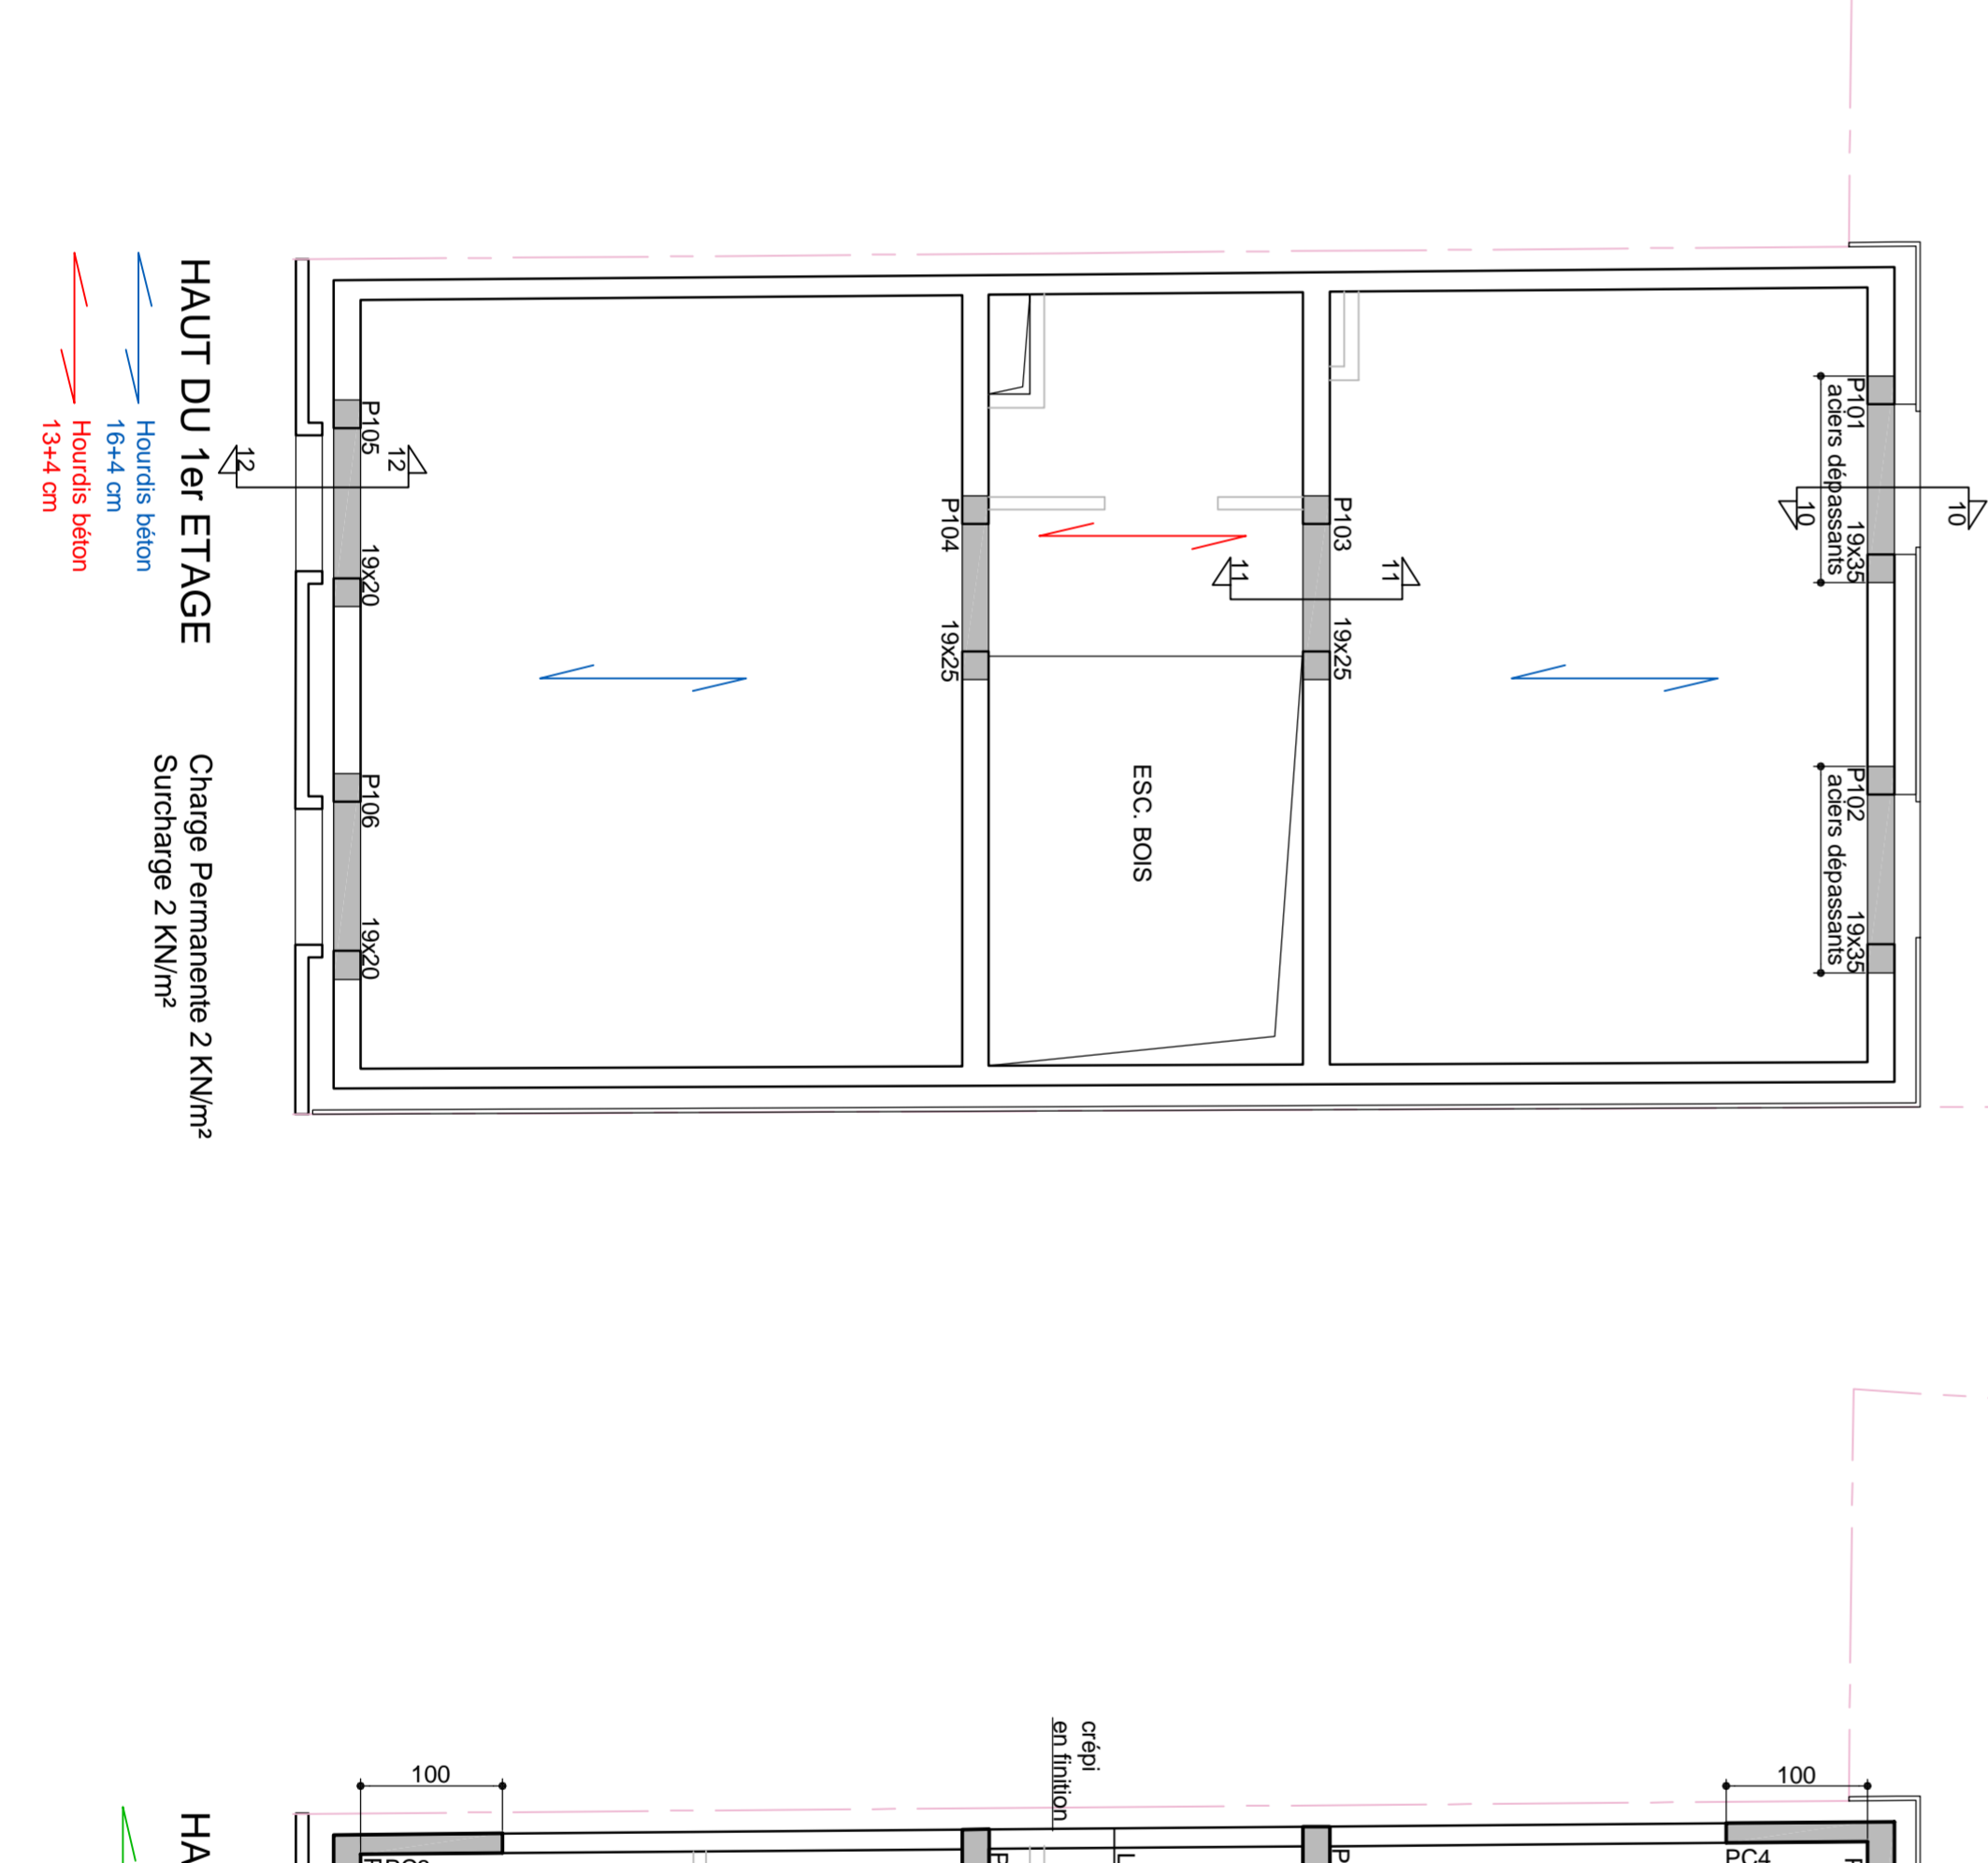 HAUT DU 1er ETAGE
Charge Permanente 2 KN/m²
Surcharge 2 KN/m²
Hourdis béton
16+4 cm
Hourdis béton
13+4 cm
P101
19x35
aciers dépassants
10
10
P102
19x35
aciers dépassants
P103
19x25
11
11
P104
19x25
ESC. BOIS
P105
19x20
12
12
P106
19x20
crépi
en finition
100
100
PC4
HA